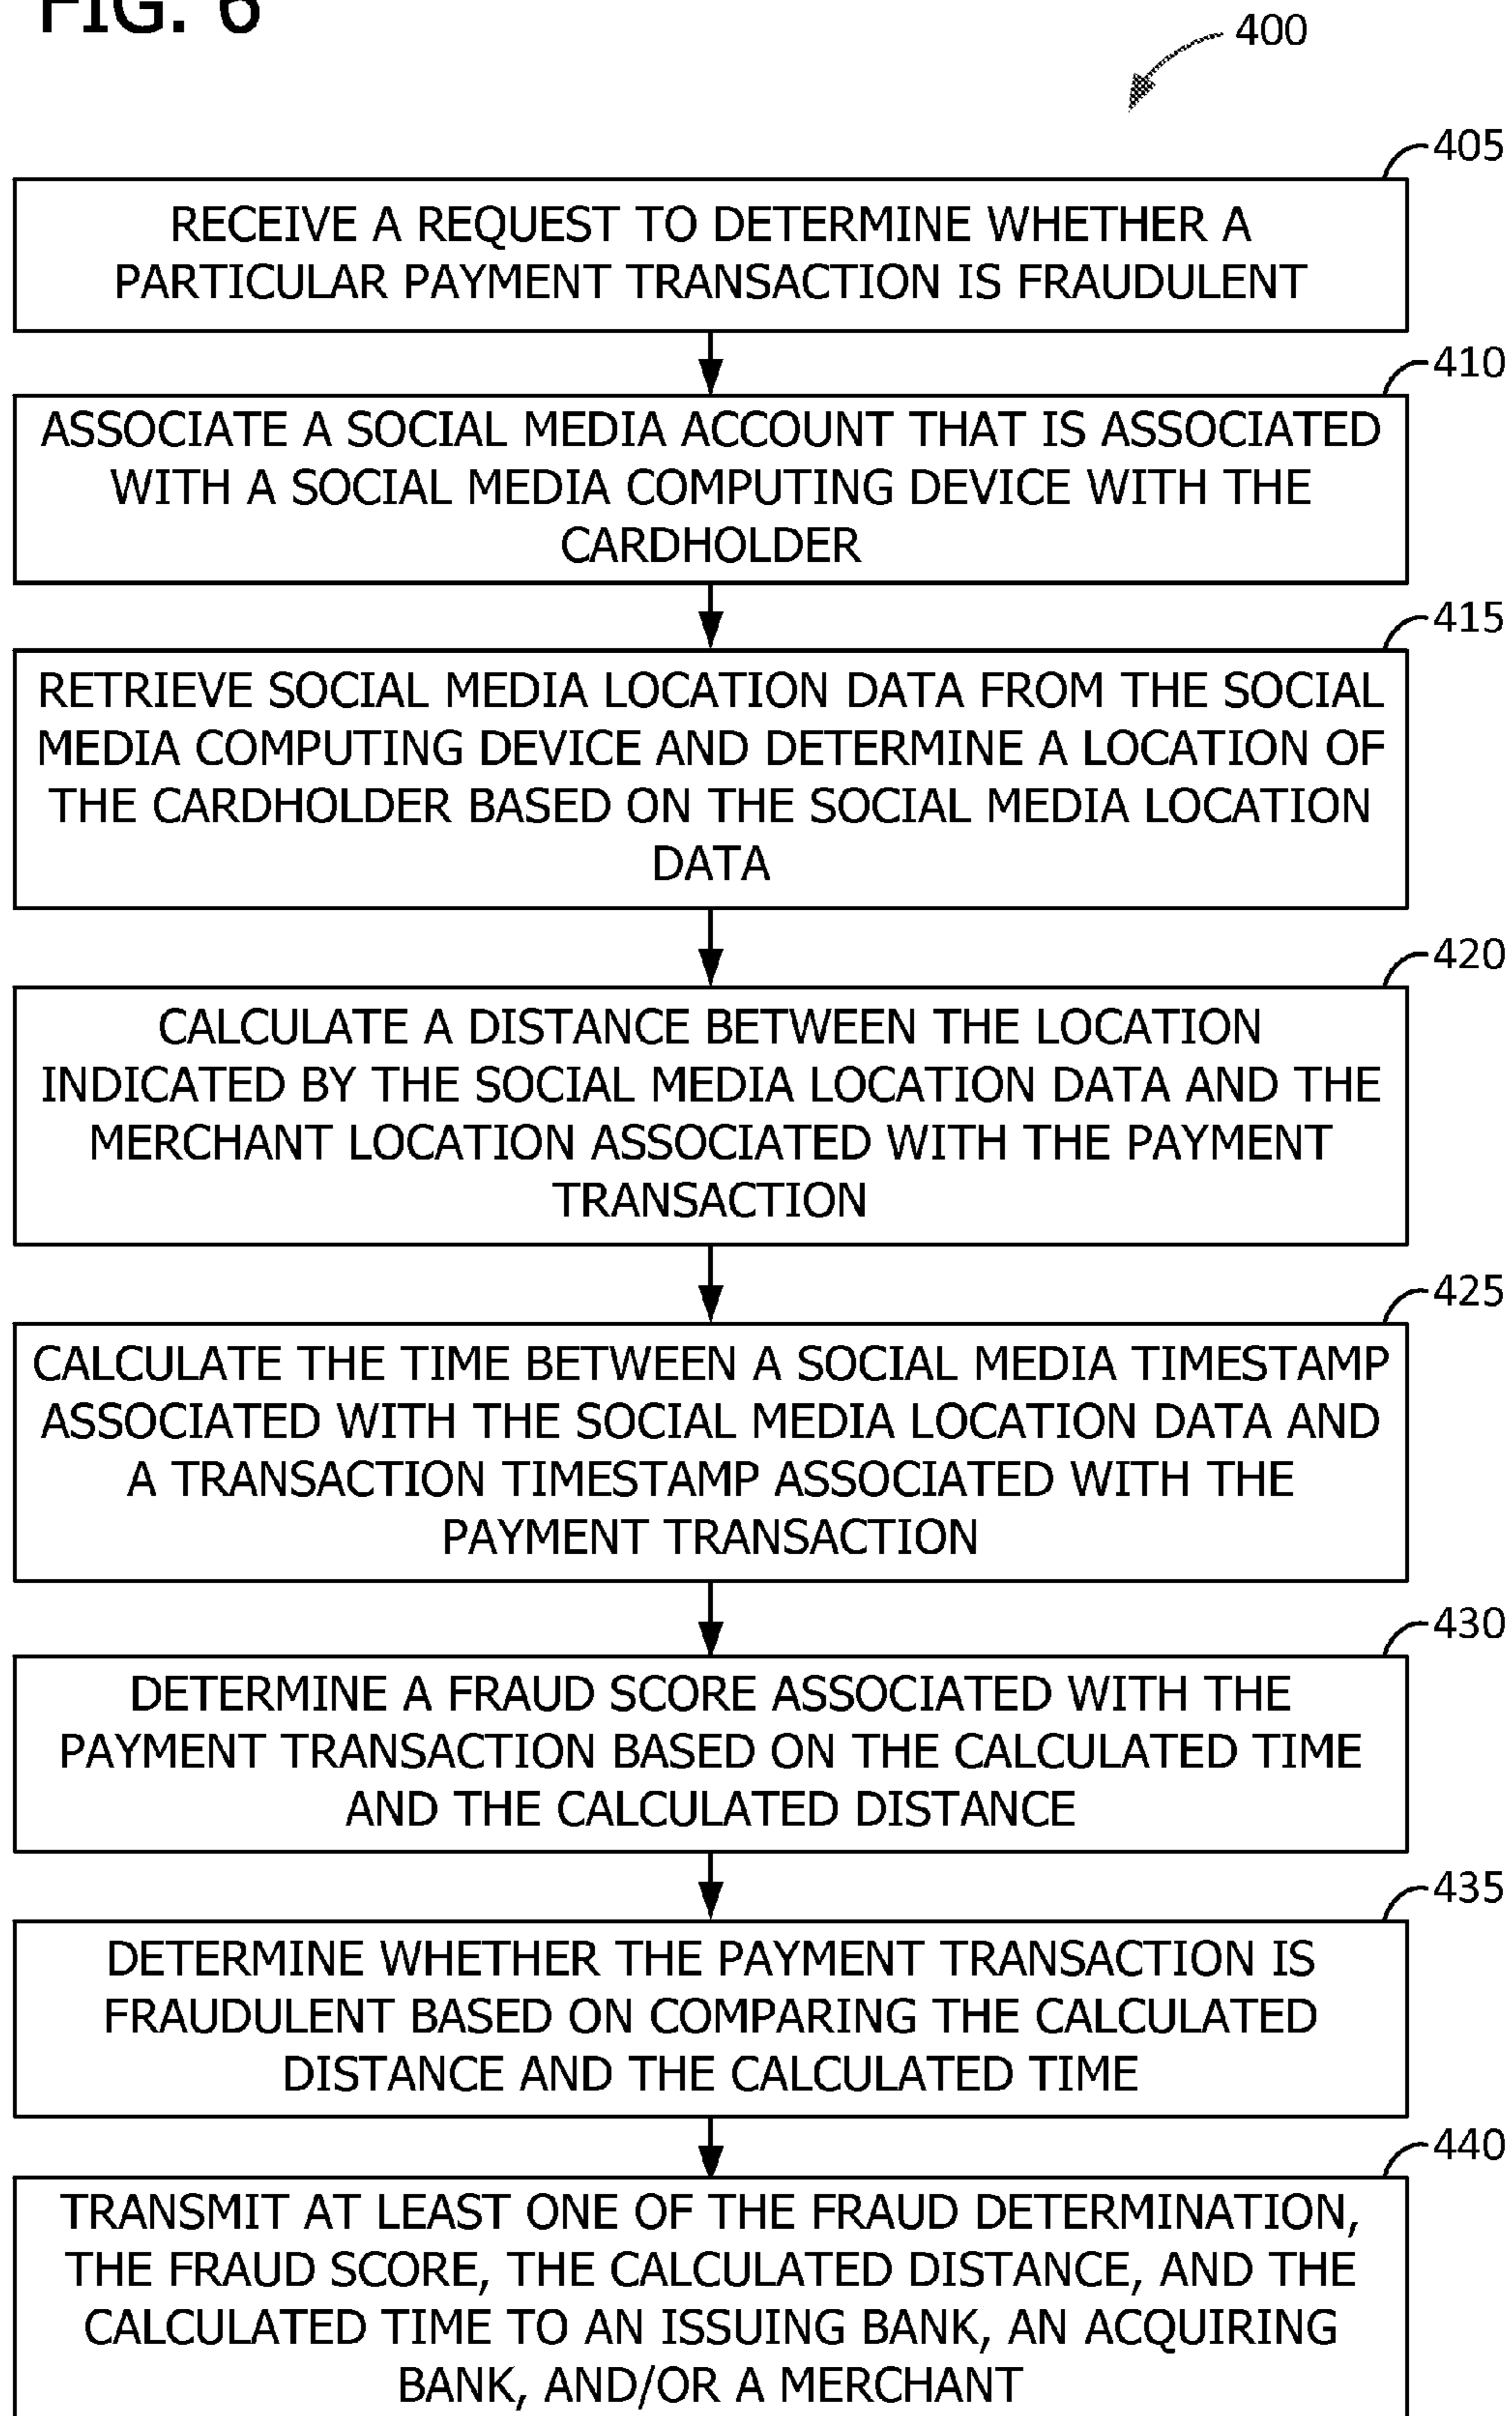 FIG. 6
400
405
RECEIVE A REQUEST TO DETERMINE WHETHER A
PARTICULAR PAYMENT TRANSACTION IS FRAUDULENT
410
ASSOCIATE A SOCIAL MEDIA ACCOUNT THAT IS ASSOCIATED
WITH A SOCIAL MEDIA COMPUTING DEVICE WITH THE
CARDHOLDER
415
RETRIEVE SOCIAL MEDIA LOCATION DATA FROM THE SOCIAL
MEDIA COMPUTING DEVICE AND DETERMINE A LOCATION OF
THE CARDHOLDER BASED ON THE SOCIAL MEDIA LOCATION
DATA
420
CALCULATE A DISTANCE BETWEEN THE LOCATION
INDICATED BY THE SOCIAL MEDIA LOCATION DATA AND THE
MERCHANT LOCATION ASSOCIATED WITH THE PAYMENT
TRANSACTION
425
CALCULATE THE TIME BETWEEN A SOCIAL MEDIA TIMESTAMP
ASSOCIATED WITH THE SOCIAL MEDIA LOCATION DATA AND
A TRANSACTION TIMESTAMP ASSOCIATED WITH THE
PAYMENT TRANSACTION
430
DETERMINE A FRAUD SCORE ASSOCIATED WITH THE
PAYMENT TRANSACTION BASED ON THE CALCULATED TIME
AND THE CALCULATED DISTANCE
435
DETERMINE WHETHER THE PAYMENT TRANSACTION IS
FRAUDULENT BASED ON COMPARING THE CALCULATED
DISTANCE AND THE CALCULATED TIME
440
TRANSMIT AT LEAST ONE OF THE FRAUD DETERMINATION,
THE FRAUD SCORE, THE CALCULATED DISTANCE, AND THE
CALCULATED TIME TO AN ISSUING BANK, AN ACQUIRING
BANK, AND/OR A MERCHANT